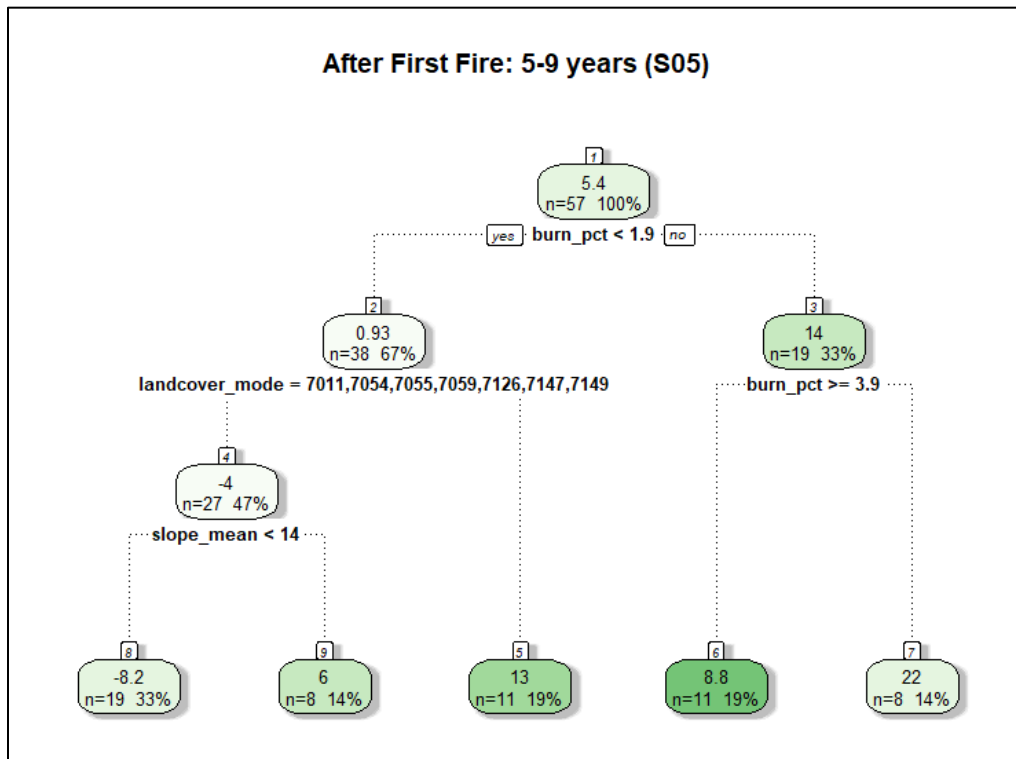 After First Fire: 5-9 years (S05)
1
5.4
n=57 100%
yes burn_pct < 1.9 no
2
0.93
n=38 67%
3
14
n=19 33%
landcover_mode = 7011,7054,7055,7059,7126,7147,7149
burn_pct >= 3.9
4
-4
n=27 47%
slope_mean < 14
8
-8.2
n=19 33%
9
6
n=8 14%
5
13
n=11 19%
6
8.8
n=11 19%
7
22
n=8 14%